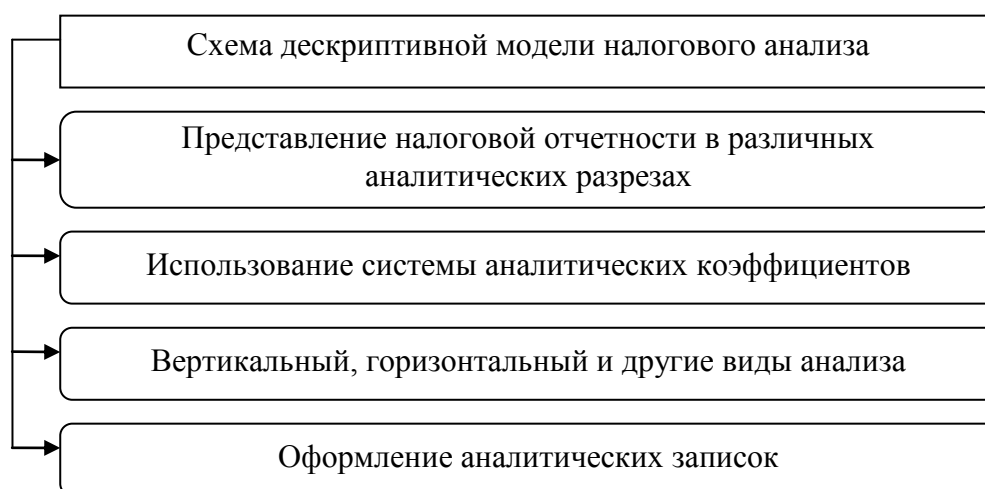 Схема дескриптивной модели налогового анализа
Представление налоговой отчетности в различных
аналитических разрезах
Использование системы аналитических коэффициентов
Вертикальный, горизонтальный и другие виды анализа
Оформление аналитических записок